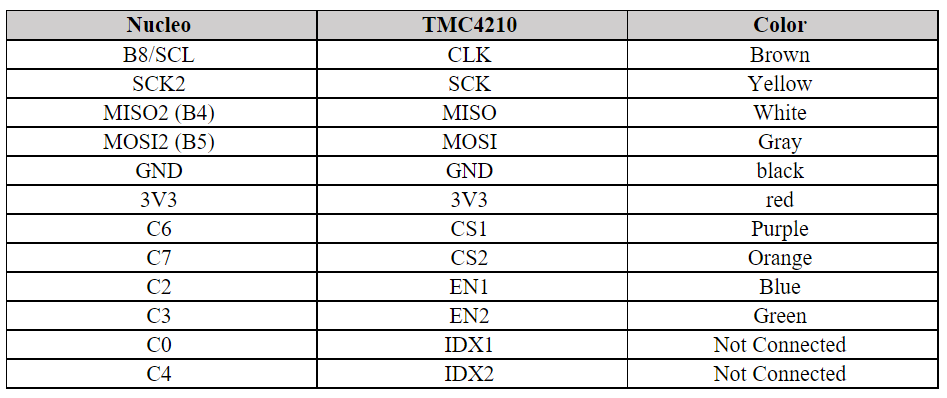 Nucleo TMC4210 Color
B8/SCL CLK Brown
SCK2 SCK Yellow
MISO2 (B4) MISO White
MOSI2 (B5) MOSI Gray
GND GND black
3V3 3V3 red
C6 CS1 Purple
C7 CS2 Orange
C2 EN1 Blue
C3 EN2 Green
C0 IDX1 Not Connected
C4 IDX2 Not Connected